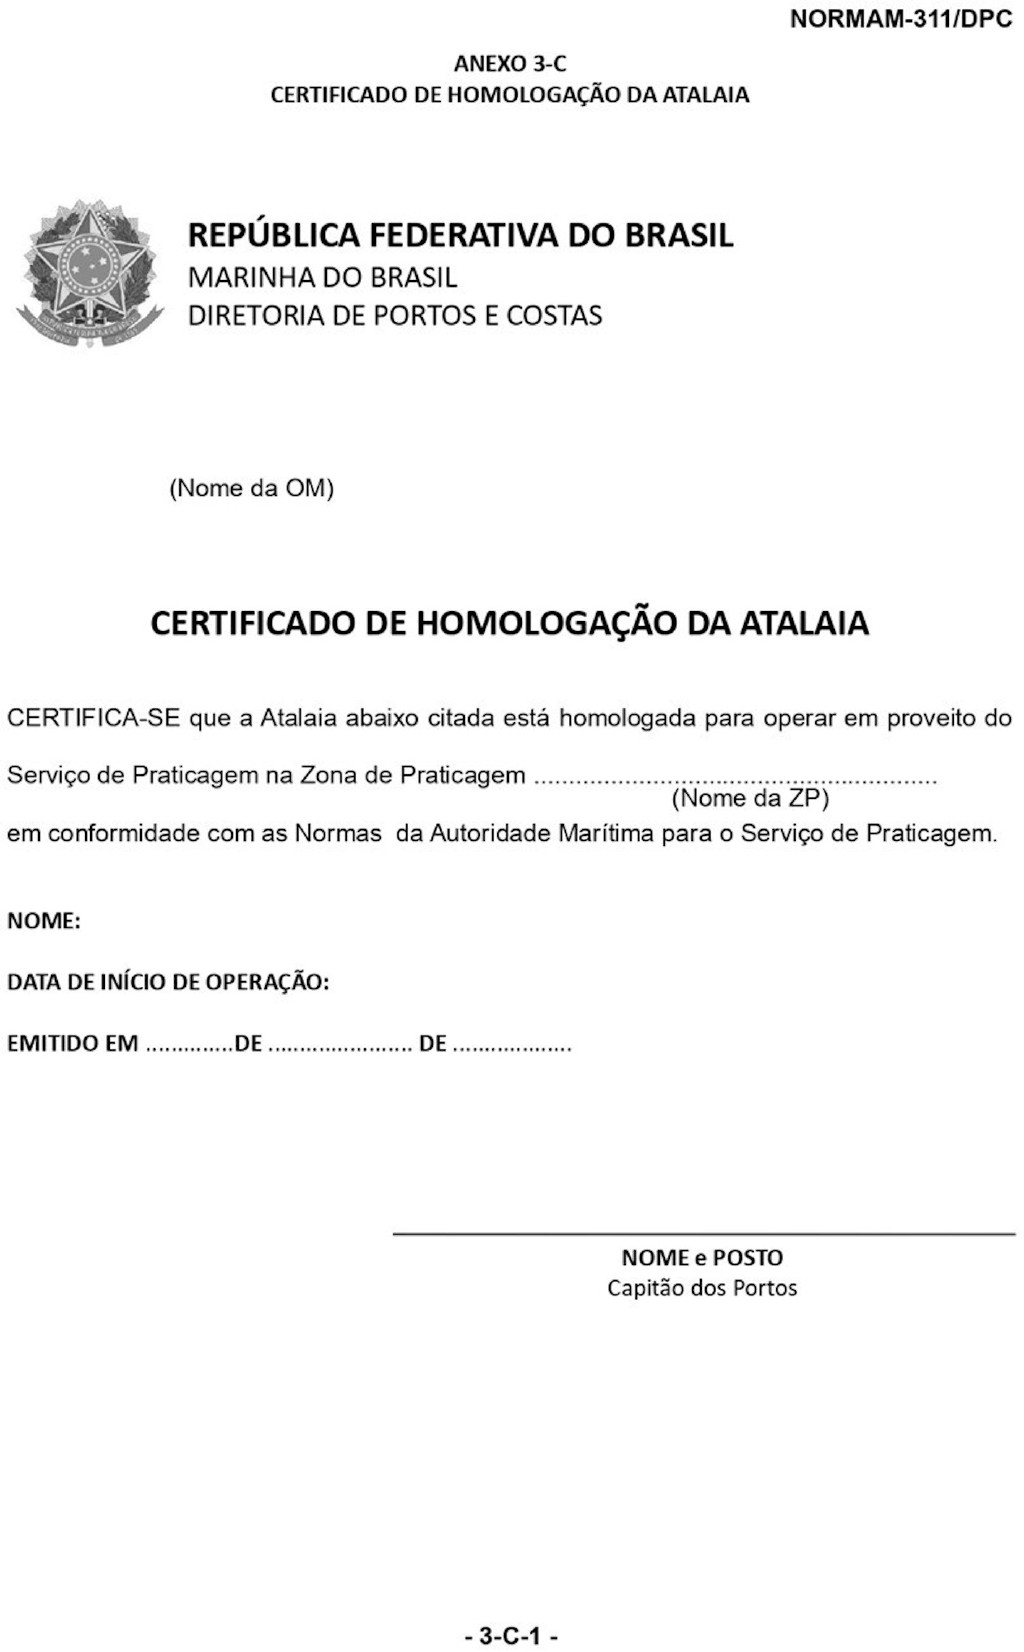 NORMAM-311/DPC
ANEXO 3-C
CERTIFICADO DE HOMOLOGAÇÃO DA ATALAIA
REPÚBLICA FEDERATIVA DO BRASIL
MARINHA DO BRASIL
DIRETORIA DE PORTOS E COSTAS
(Nome da OM)
CERTIFICADO DE HOMOLOGAÇÃO DA ATALAIA
CERTIFICA-SE que a Atalaia abaixo citada está homologada para operar em proveito do
Serviço de Praticagem na Zona de Praticagem ..........................................................
(Nome da ZP)
em conformidade com as Normas da Autoridade Marítima para o Serviço de Praticagem.
NOME:
DATA DE INÍCIO DE OPERAÇÃO:
EMITIDO EM ..............DE ....................... DE ...................
NOME e POSTO
Capitão dos Portos
- 3-C-1 -